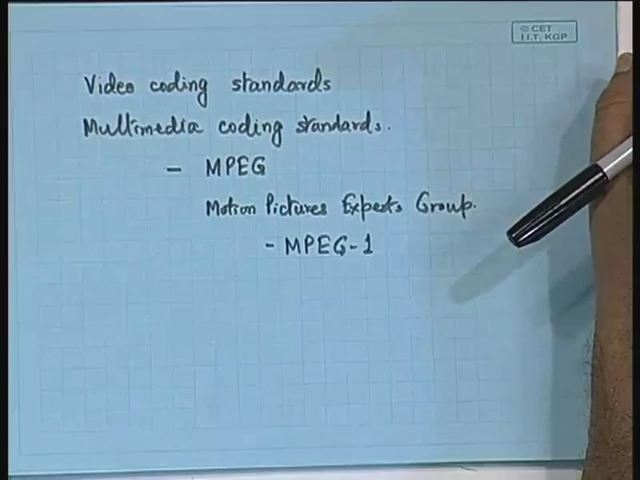 © CET
I.I.T. KGP
Video coding standards
Multimedia coding standards.
- MPEG
Motion Pictures Experts Group.
- MPEG-1